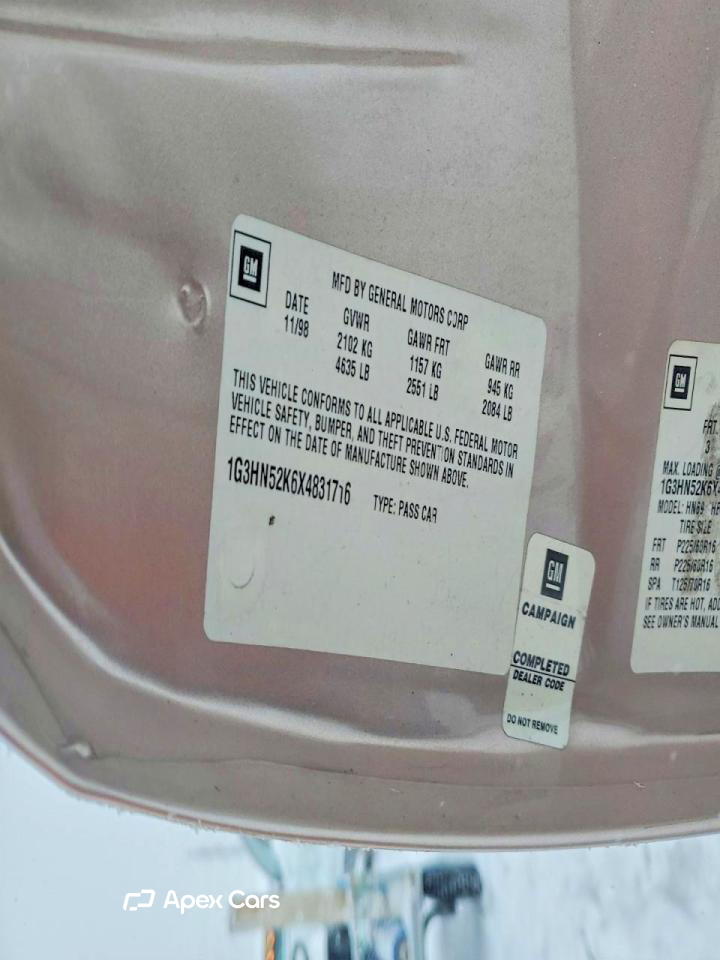 GM
MFD BY GENERAL MOTORS CORP
DATE GVWR GAWR FRT GAWR RR
11/98 2102 KG 1157 KG 945 KG
4635 LB 2551 LB 2084 LB
THIS VEHICLE CONFORMS TO ALL APPLICABLE U.S. FEDERAL MOTOR
VEHICLE SAFETY, BUMPER, AND THEFT PREVENTION STANDARDS IN
EFFECT ON THE DATE OF MANUFACTURE SHOWN ABOVE.
1G3HN52K6X4831716 TYPE: PASS CAR
GM
CAMPAIGN
COMPLETED
DEALER CODE
DO NOT REMOVE
GM
FRT.
3
MAX. LOADING @
1G3HN52K6X
MODEL: HN69
TIRE SIZE
FRT P225/60R16
RR P225/60R16
SPA T125/70R16
IF TIRES ARE HOT, ADD
SEE OWNER'S MANUAL
Apex Cars